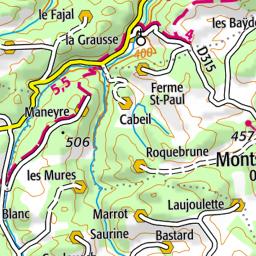 le Fajal
la Grausse
les Bayd
4
400
D315
5,5
Ferme
St-Paul
Maneyre
Cabeil
506
457
Roquebrune
Monts
les Mures
Blanc
Marrot
Laujoulette
Saurine
Bastard